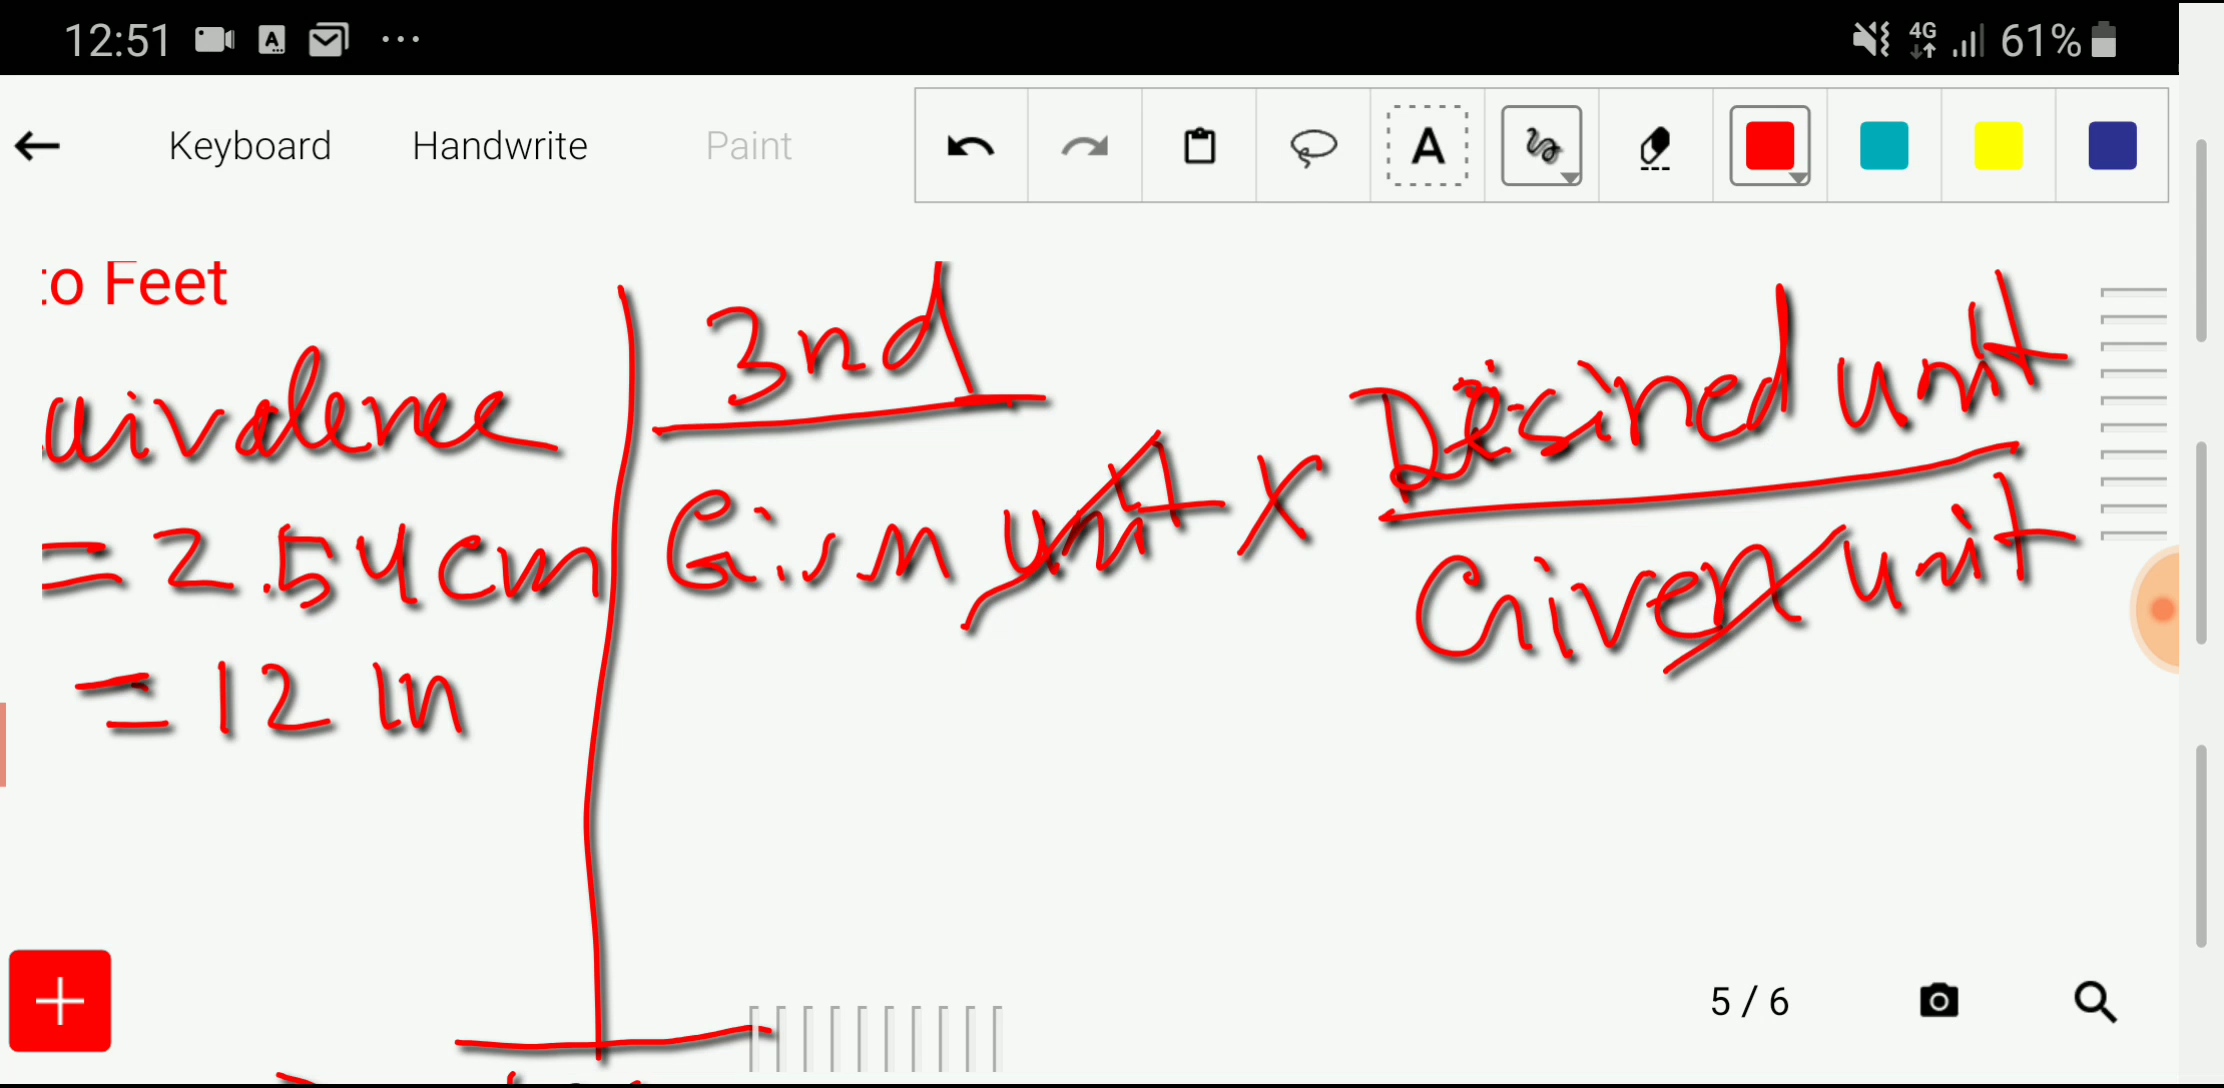 12:51 A 4G 61%
Keyboard Handwrite Paint A
:o Feet
uivalence
= 2.54 cm
= 12 in
3nd
Given unit x Desired unit
Given unit
5 / 6